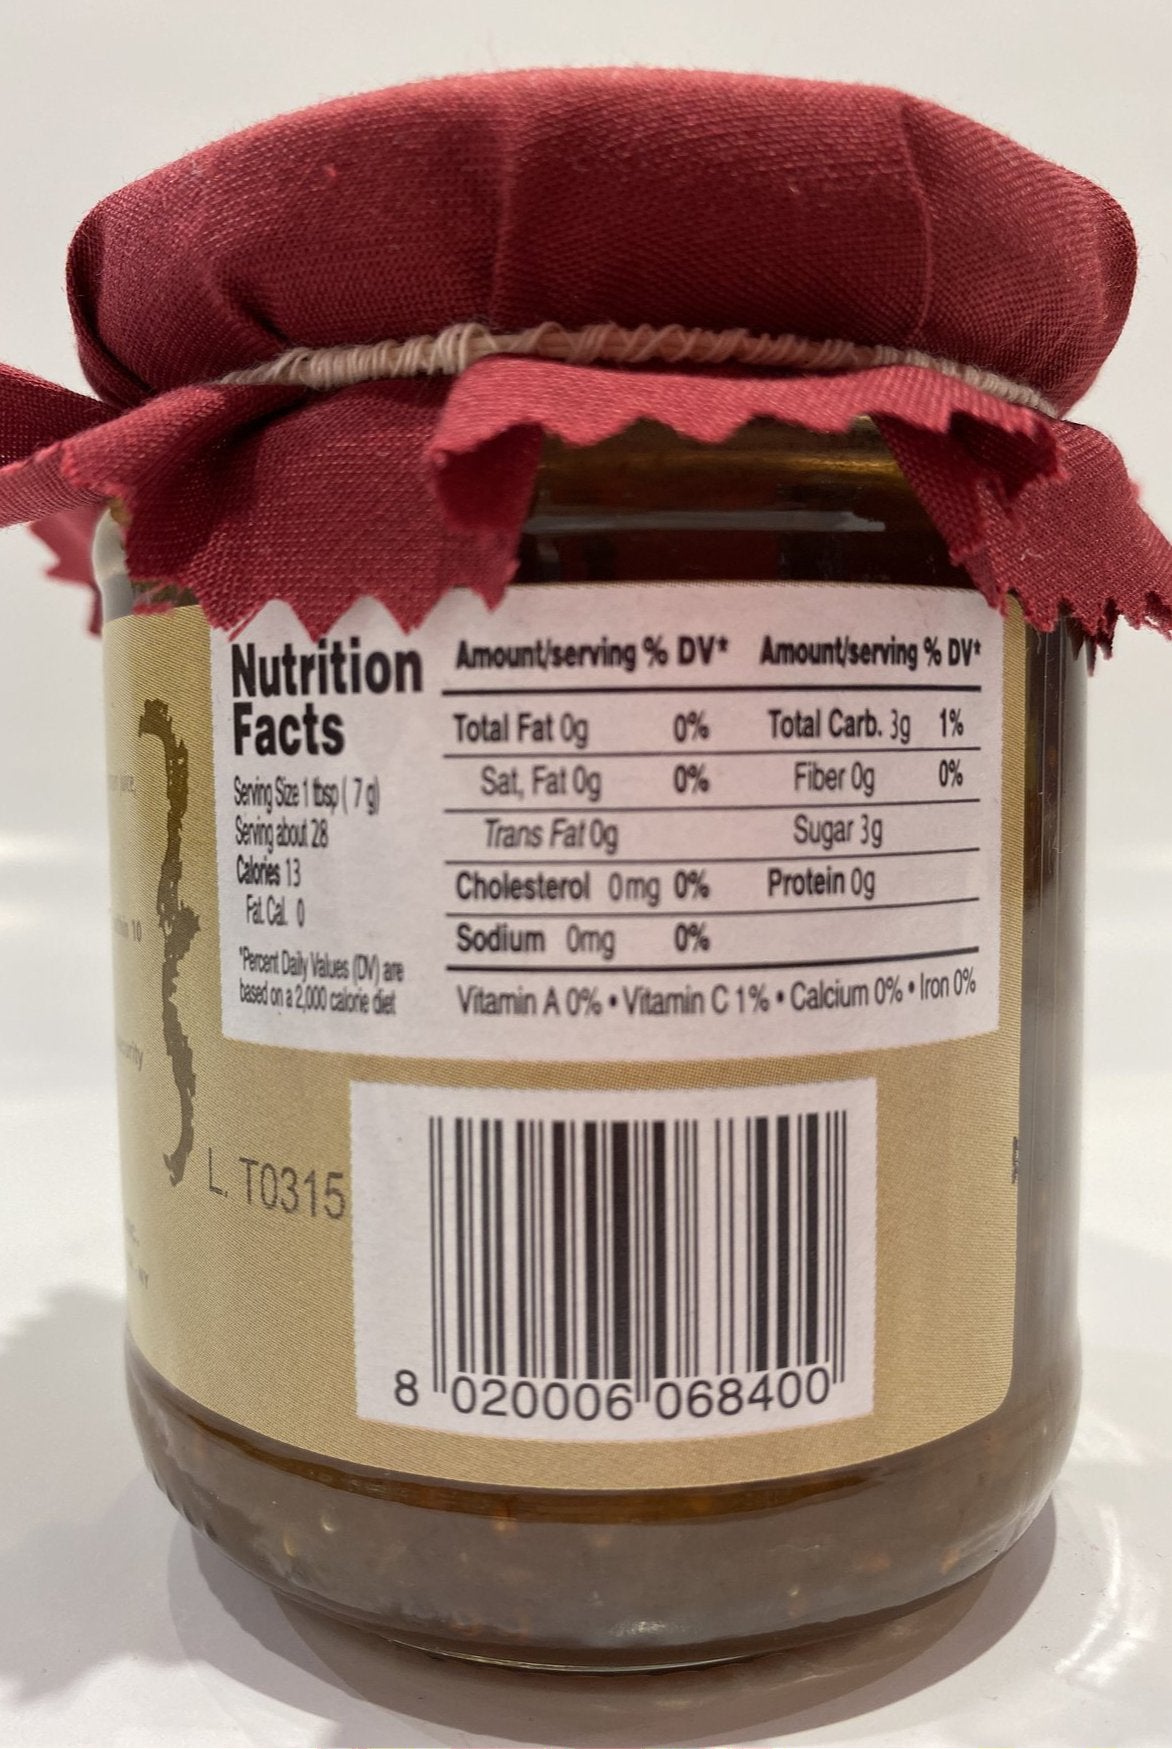 Nutrition
Facts
Serving Size 1 tbsp ( 7 g)
Serving about 28
Calories 13
Fat. Cal. 0
*Percent Daily Values (DV) are
based on a 2,000 calorie diet
Amount/serving % DV* Amount/serving % DV*
Total Fat 0g 0% Total Carb. 3g 1%
Sat, Fat 0g 0% Fiber 0g 0%
Trans Fat 0g Sugar 3g
Cholesterol 0mg 0% Protein 0g
Sodium 0mg 0%
Vitamin A 0% • Vitamin C 1% • Calcium 0% • Iron 0%
10
L. T0315
8 020006 068400